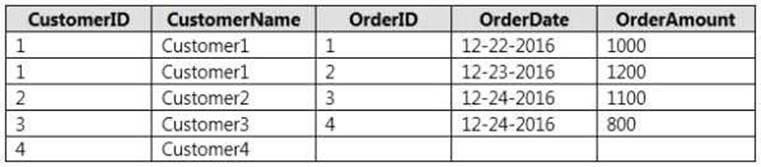 CustomerID CustomerName OrderID OrderDate OrderAmount
1 Customer1 1 12-22-2016 1000
1 Customer1 2 12-23-2016 1200
2 Customer2 3 12-24-2016 1100
3 Customer3 4 12-24-2016 800
4 Customer4